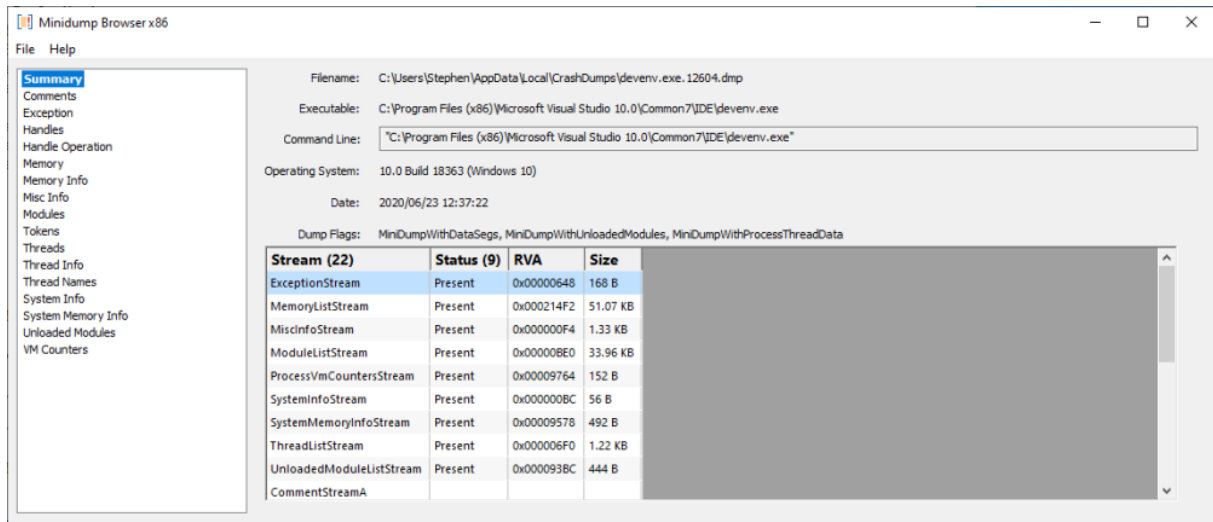 Minidump Browser x86
File Help
Summary
Comments
Exception
Handles
Handle Operation
Memory
Memory Info
Misc Info
Modules
Tokens
Threads
Thread Info
Thread Names
System Info
System Memory Info
Unloaded Modules
VM Counters
Filename: C:\Users\Stephen\AppData\Local\CrashDumps\devenv.exe.12604.dmp
Executable: C:\Program Files (x86)\Microsoft Visual Studio 10.0\Common7\IDE\devenv.exe
Command Line: "C:\Program Files (x86)\Microsoft Visual Studio 10.0\Common7\IDE\devenv.exe"
Operating System: 10.0 Build 18363 (Windows 10)
Date: 2020/06/23 12:37:22
Dump Flags: MiniDumpWithDataSegs, MiniDumpWithUnloadedModules, MiniDumpWithProcessThreadData
Stream (22) Status (9) RVA Size
ExceptionStream Present 0x00000648 168 B
MemoryListStream Present 0x000214F2 51.07 KB
MiscInfoStream Present 0x000000F4 1.33 KB
ModuleListStream Present 0x00000BE0 33.96 KB
ProcessVmCountersStream Present 0x00009764 152 B
SystemInfoStream Present 0x000000BC 56 B
SystemMemoryInfoStream Present 0x00009578 492 B
ThreadListStream Present 0x000006F0 1.22 KB
UnloadedModuleListStream Present 0x000093BC 444 B
CommentStreamA